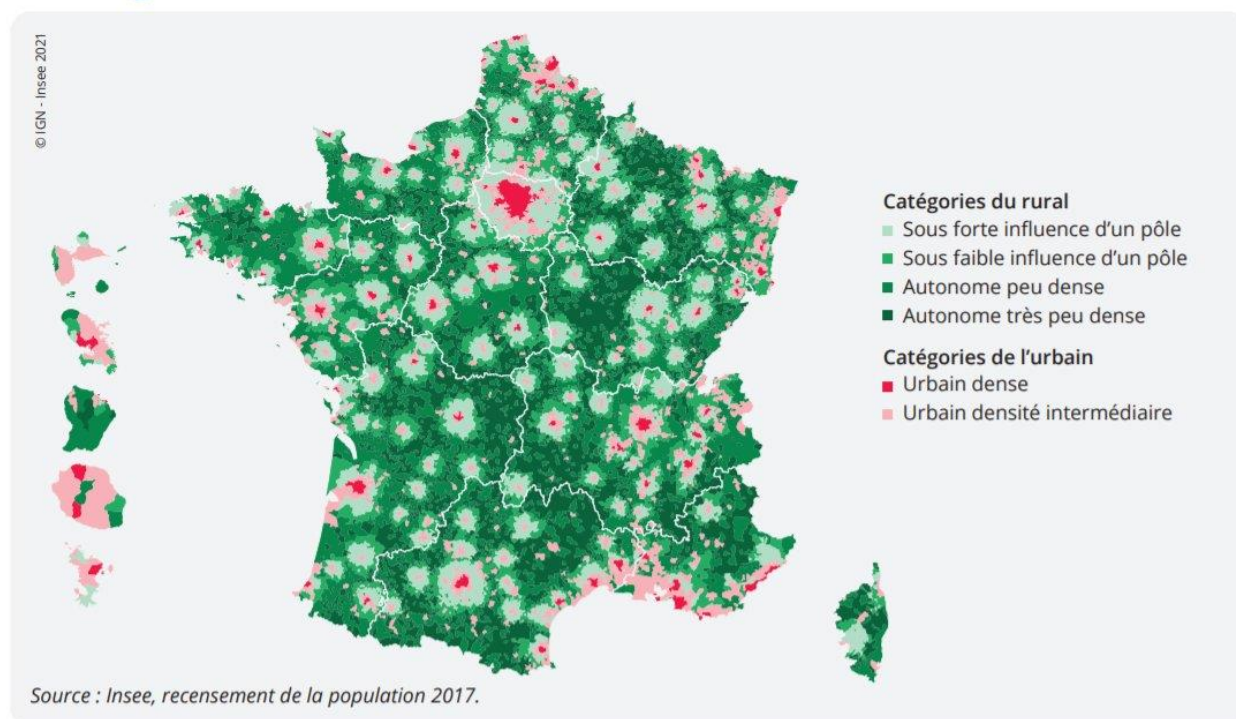 © IGN - Insee 2021
Catégories du rural
Sous forte influence d'un pôle
Sous faible influence d'un pôle
Autonome peu dense
Autonome très peu dense
Catégories de l'urbain
Urbain dense
Urbain densité intermédiaire
Source : Insee, recensement de la population 2017.